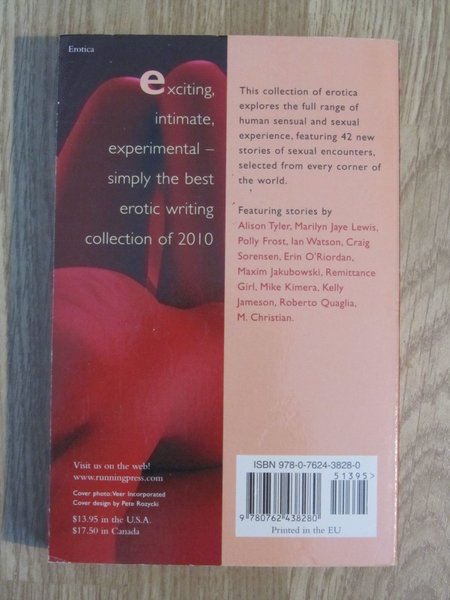 Erotica
exciting,
intimate,
experimental –
simply the best
erotic writing
collection of 2010
This collection of erotica
explores the full range of
human sensual and sexual
experience, featuring 42 new
stories of sexual encounters,
selected from every corner of
the world.
Featuring stories by
Alison Tyler, Marilyn Jaye Lewis,
Polly Frost, Ian Watson, Craig
Sorensen, Erin O'Riordan,
Maxim Jakubowski, Remittance
Girl, Mike Kimera, Kelly
Jameson, Roberto Quaglia,
M. Christian.
Visit us on the web!
www.runningpress.com
Cover photo: Veer Incorporated
Cover design by Pete Rozycki
$13.95 in the U.S.A.
$17.50 in Canada
ISBN 978-0-7624-3828-0
51395>
9 780762 438280
Printed in the EU